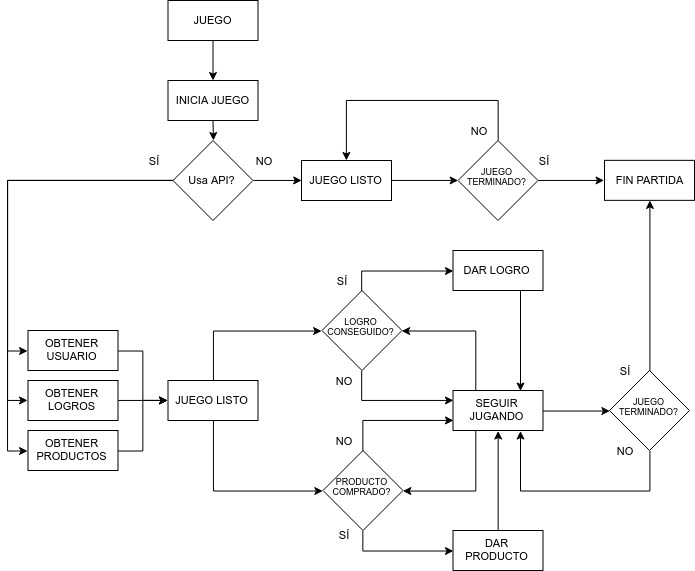 JUEGO
INICIA JUEGO
SÍ
Usa API?
NO
JUEGO LISTO
NO
JUEGO
TERMINADO?
SÍ
FIN PARTIDA
SÍ
DAR LOGRO
LOGRO
CONSEGUIDO?
NO
OBTENER
USUARIO
OBTENER
LOGROS
OBTENER
PRODUCTOS
JUEGO LISTO
SEGUIR
JUGANDO
SÍ
JUEGO
TERMINADO?
NO
NO
PRODUCTO
COMPRADO?
SÍ
DAR
PRODUCTO